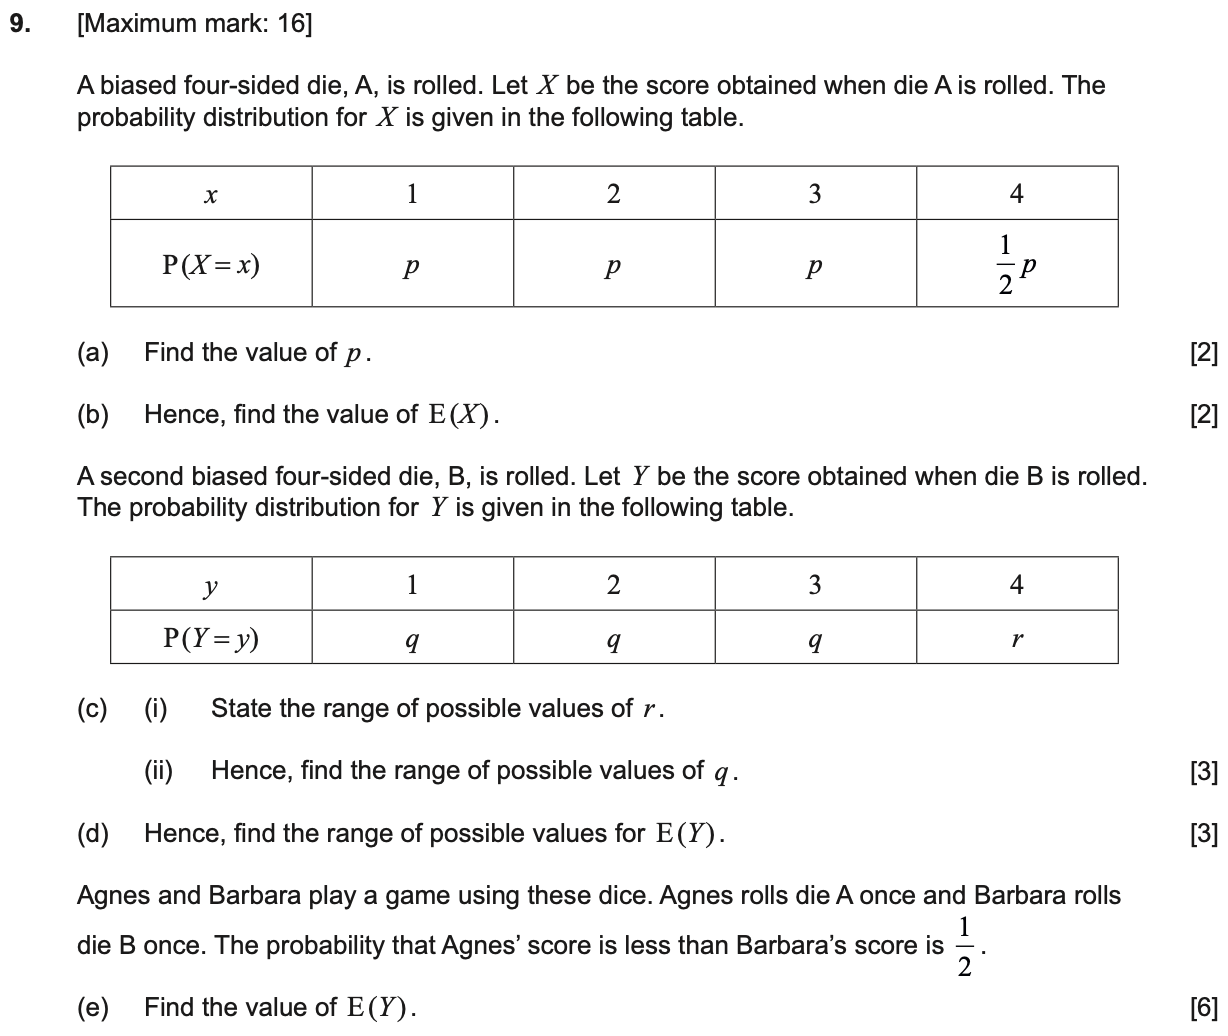 9. [Maximum mark: 16]
A biased four-sided die, A, is rolled. Let X be the score obtained when die A is rolled. The
probability distribution for X is given in the following table.
x 1 2 3 4
P(X = x) p p p 1/2 p
(a) Find the value of p. [2]
(b) Hence, find the value of E(X). [2]
A second biased four-sided die, B, is rolled. Let Y be the score obtained when die B is rolled.
The probability distribution for Y is given in the following table.
y 1 2 3 4
P(Y = y) q q q r
(c) (i) State the range of possible values of r.
(ii) Hence, find the range of possible values of q. [3]
(d) Hence, find the range of possible values for E(Y). [3]
Agnes and Barbara play a game using these dice. Agnes rolls die A once and Barbara rolls
die B once. The probability that Agnes’ score is less than Barbara’s score is 1/2.
(e) Find the value of E(Y). [6]